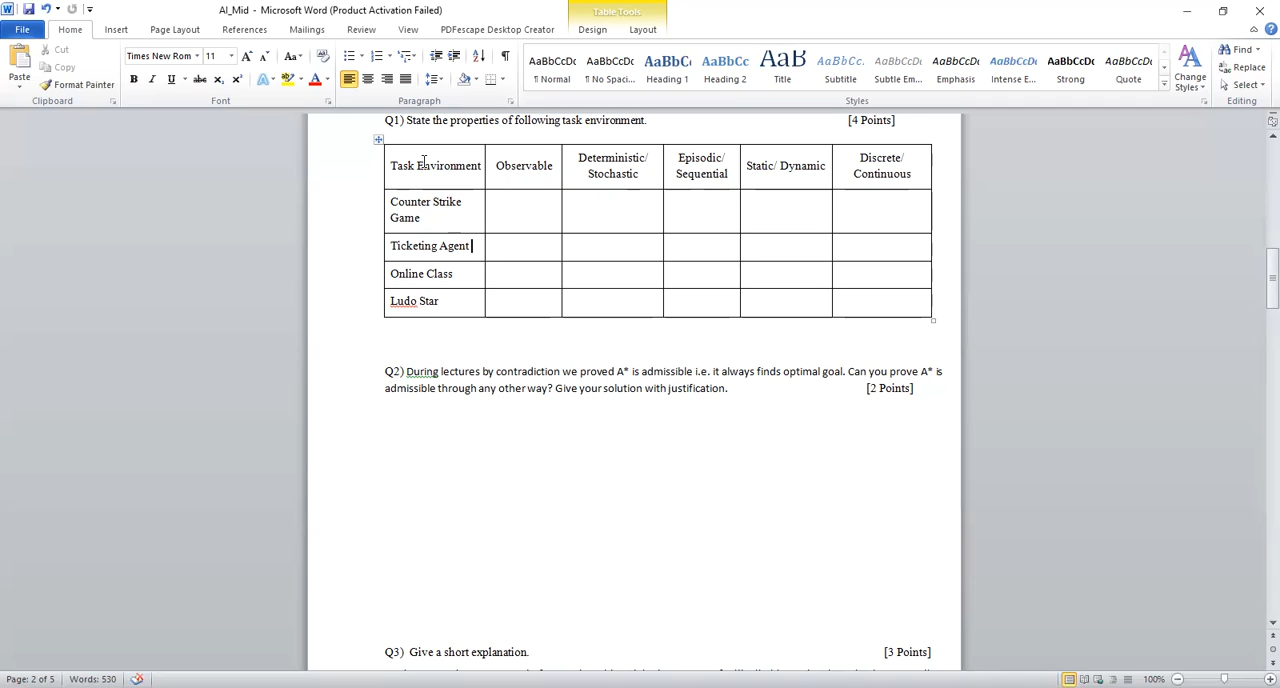 AI_Mid - Microsoft Word (Product Activation Failed)
Table Tools
File Home Insert Page Layout References Mailings Review View PDFescape Desktop Creator Design Layout
Paste
Cut
Copy
Format Painter
Clipboard
Times New Rom 11
Font
Paragraph
AaBbCcDc AaBbCcDc AaBbC AaBbCc AaB AaBbCc. AaBbCcDi AaBbCcDi AaBbCcDi AaBbCcDc AaBbCcDi
¶ Normal ¶ No Spaci... Heading 1 Heading 2 Title Subtitle Subtle Em... Emphasis Intense E... Strong Quote
Styles
Change Styles
Find
Replace
Select
Editing
Q1) State the properties of following task environment. [4 Points]
Task Environment Observable Deterministic/ Stochastic Episodic/ Sequential Static/ Dynamic Discrete/ Continuous
Counter Strike
Game
Ticketing Agent
Online Class
Ludo Star
Q2) During lectures by contradiction we proved A* is admissible i.e. it always finds optimal goal. Can you prove A* is
admissible through any other way? Give your solution with justification. [2 Points]
Q3) Give a short explanation. [3 Points]
Page: 2 of 5 Words: 530 100%